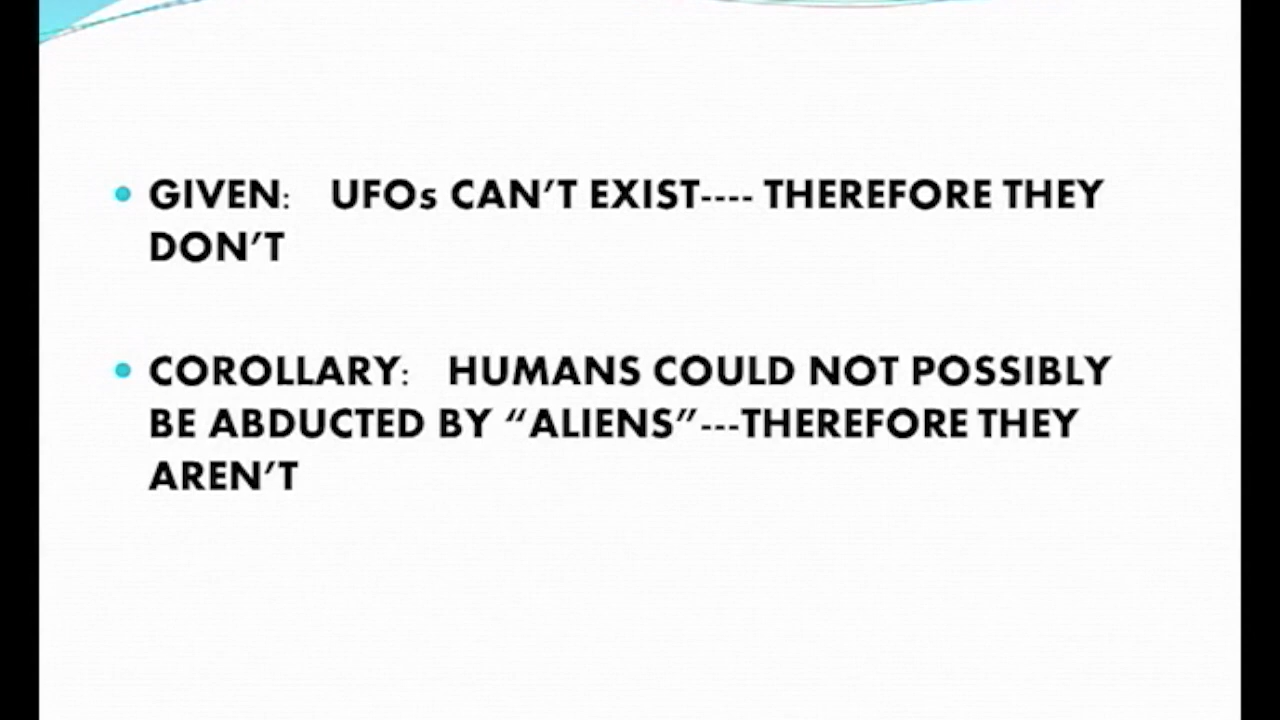 GIVEN: UFOs CAN’T EXIST---- THEREFORE THEY
DON’T
COROLLARY: HUMANS COULD NOT POSSIBLY
BE ABDUCTED BY “ALIENS”---THEREFORE THEY
AREN’T